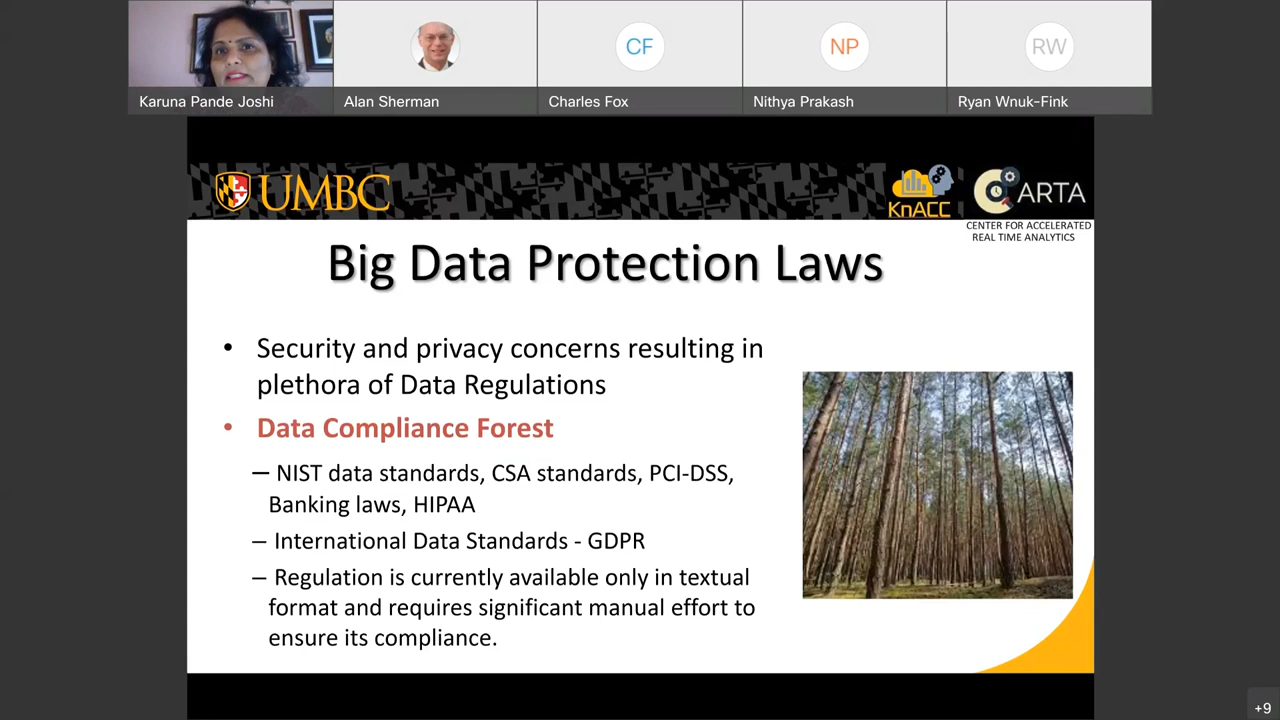 Karuna Pande Joshi
Alan Sherman
CF
Charles Fox
NP
Nithya Prakash
RW
Ryan Wnuk-Fink
UMBC
KnACC
CARTA
CENTER FOR ACCELERATED
REAL TIME ANALYTICS
Big Data Protection Laws
• Security and privacy concerns resulting in
plethora of Data Regulations
• Data Compliance Forest
– NIST data standards, CSA standards, PCI-DSS,
Banking laws, HIPAA
– International Data Standards - GDPR
– Regulation is currently available only in textual
format and requires significant manual effort to
ensure its compliance.
+9